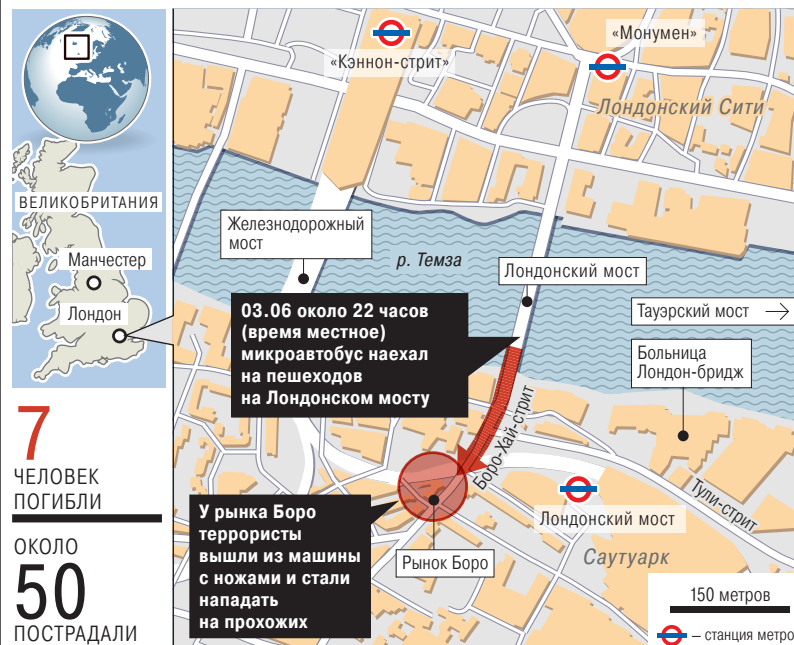 ВЕЛИКОБРИТАНИЯ
Манчестер
Лондон
7
ЧЕЛОВЕК
ПОГИБЛИ
ОКОЛО
50
ПОСТРАДАЛИ
«Кэннон-стрит»
«Монумен»
Лондонский Сити
Железнодорожный
мост
р. Темза
Лондонский мост
Тауэрский мост
03.06 около 22 часов
(время местное)
микроавтобус наехал
на пешеходов
на Лондонском мосту
Больница
Лондон-бридж
Боро-Хай-стрит
Тули-стрит
У рынка Боро
террористы
вышли из машины
с ножами и стали
нападать
на прохожих
Рынок Боро
Лондонский мост
Саутуарк
150 метров
– станция метро